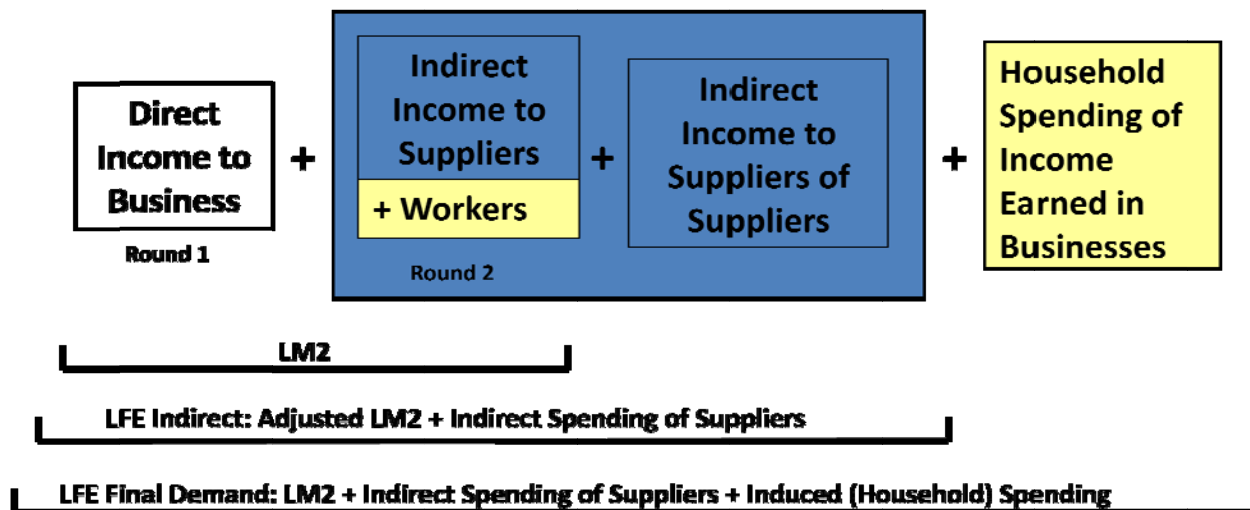 Direct
Income to
Business
Round 1
+
Indirect
Income to
Suppliers
+ Workers
Round 2
+
Indirect
Income to
Suppliers of
Suppliers
+
Household
Spending of
Income
Earned in
Businesses
LM2
LFE Indirect: Adjusted LM2 + Indirect Spending of Suppliers
LFE Final Demand: LM2 + Indirect Spending of Suppliers + Induced (Household) Spending